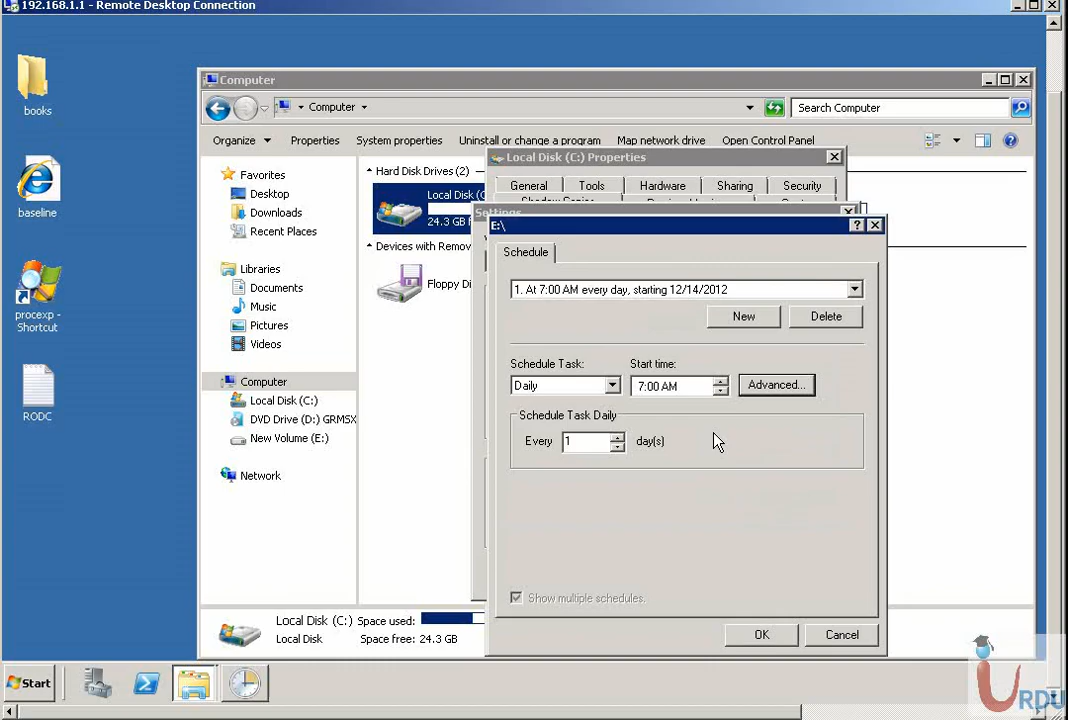 192.168.1.1 - Remote Desktop Connection
books
baseline
procexp -
Shortcut
RODC
Computer
Computer
Search Computer
Organize
Properties
System properties
Uninstall or change a program
Map network drive
Open Control Panel
Favorites
Desktop
Downloads
Recent Places
Libraries
Documents
Music
Pictures
Videos
Computer
Local Disk (C:)
DVD Drive (D:) GRMSX
New Volume (E:)
Network
Hard Disk Drives (2)
Local Disk (C
24.3 GB f
Devices with Remov
Floppy Di
Local Disk (C:) Properties
General
Tools
Hardware
Sharing
Security
Shadow Copies
Settings
E:\
Schedule
1. At 7:00 AM every day, starting 12/14/2012
New
Delete
Schedule Task:
Start time:
Daily
7:00 AM
Advanced...
Schedule Task Daily
Every 1 day(s)
Show multiple schedules.
OK
Cancel
Local Disk (C:) Space used:
Local Disk Space free: 24.3 GB
Start
URDU